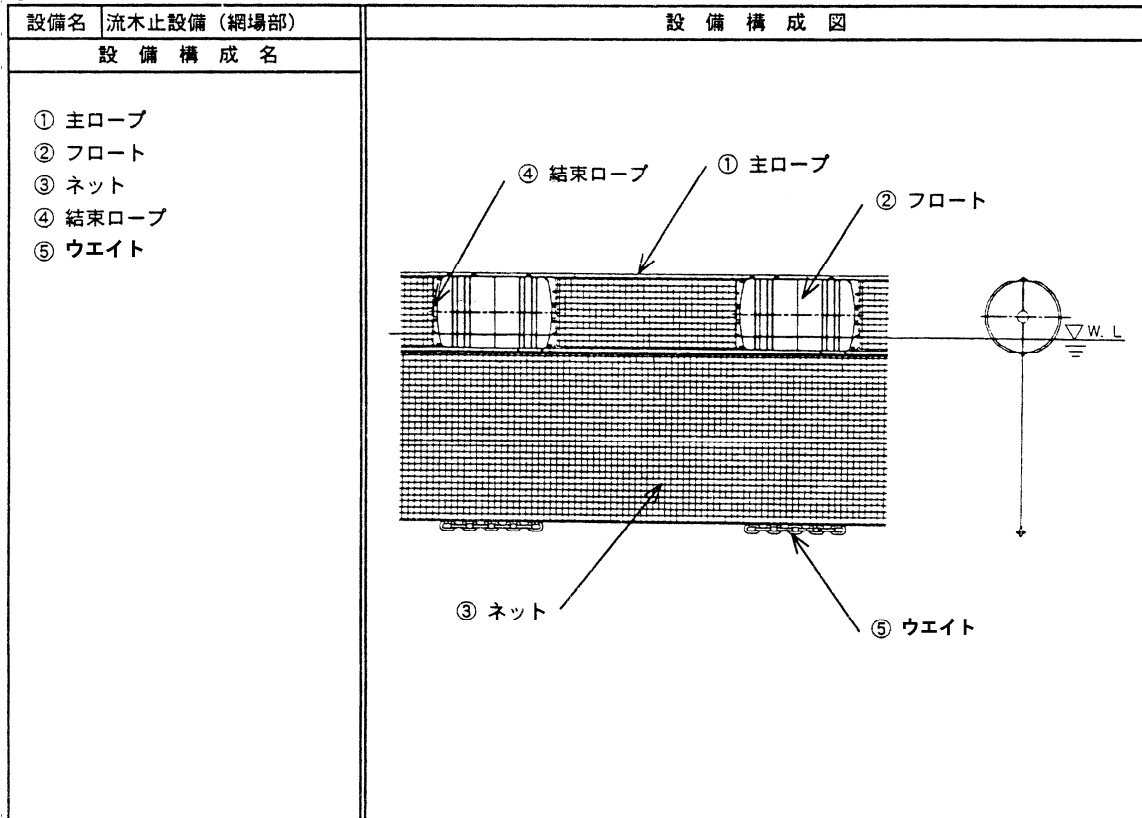 設備名 流木止設備（網場部）
設備構成図
設備構成名
① 主ロープ
② フロート
③ ネット
④ 結束ロープ
⑤ ウエイト
④ 結束ロープ
① 主ロープ
② フロート
W. L
③ ネット
⑤ ウエイト